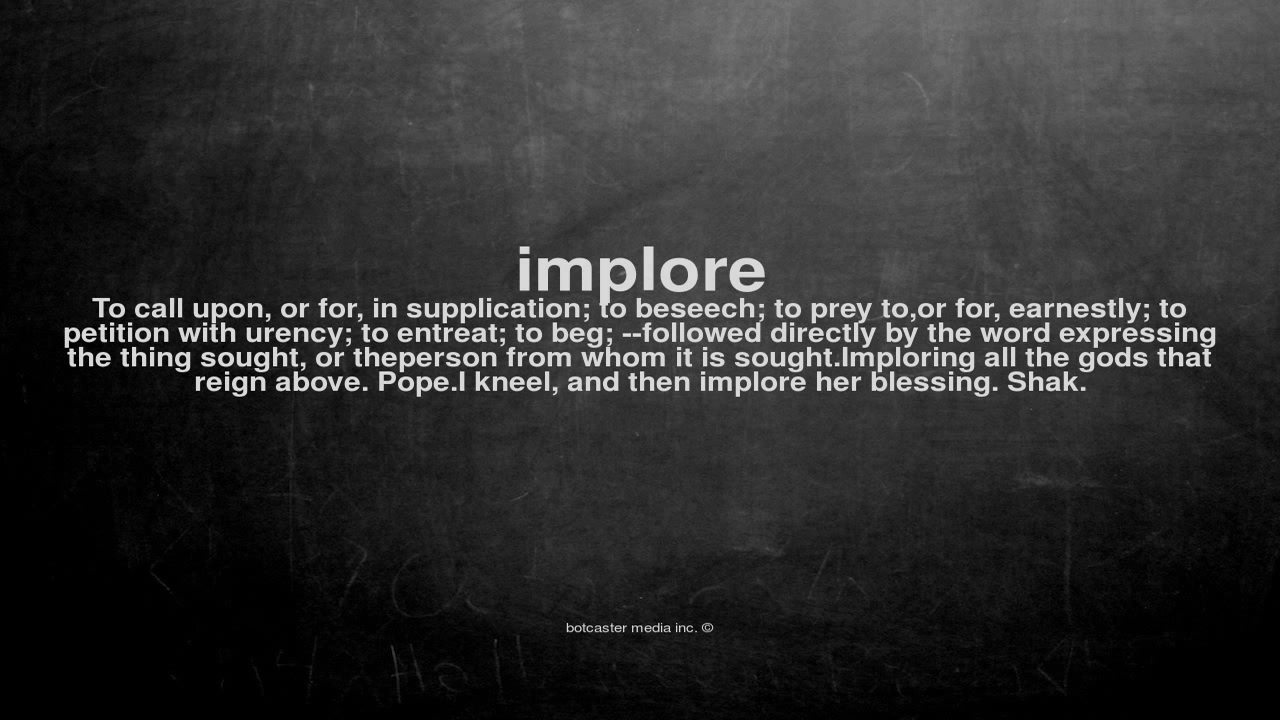 implore
To call upon, or for, in supplication; to beseech; to prey to,or for, earnestly; to
petition with urency; to entreat; to beg; --followed directly by the word expressing
the thing sought, or theperson from whom it is sought.Imploring all the gods that
reign above. Pope.I kneel, and then implore her blessing. Shak.
botcaster media inc. ©